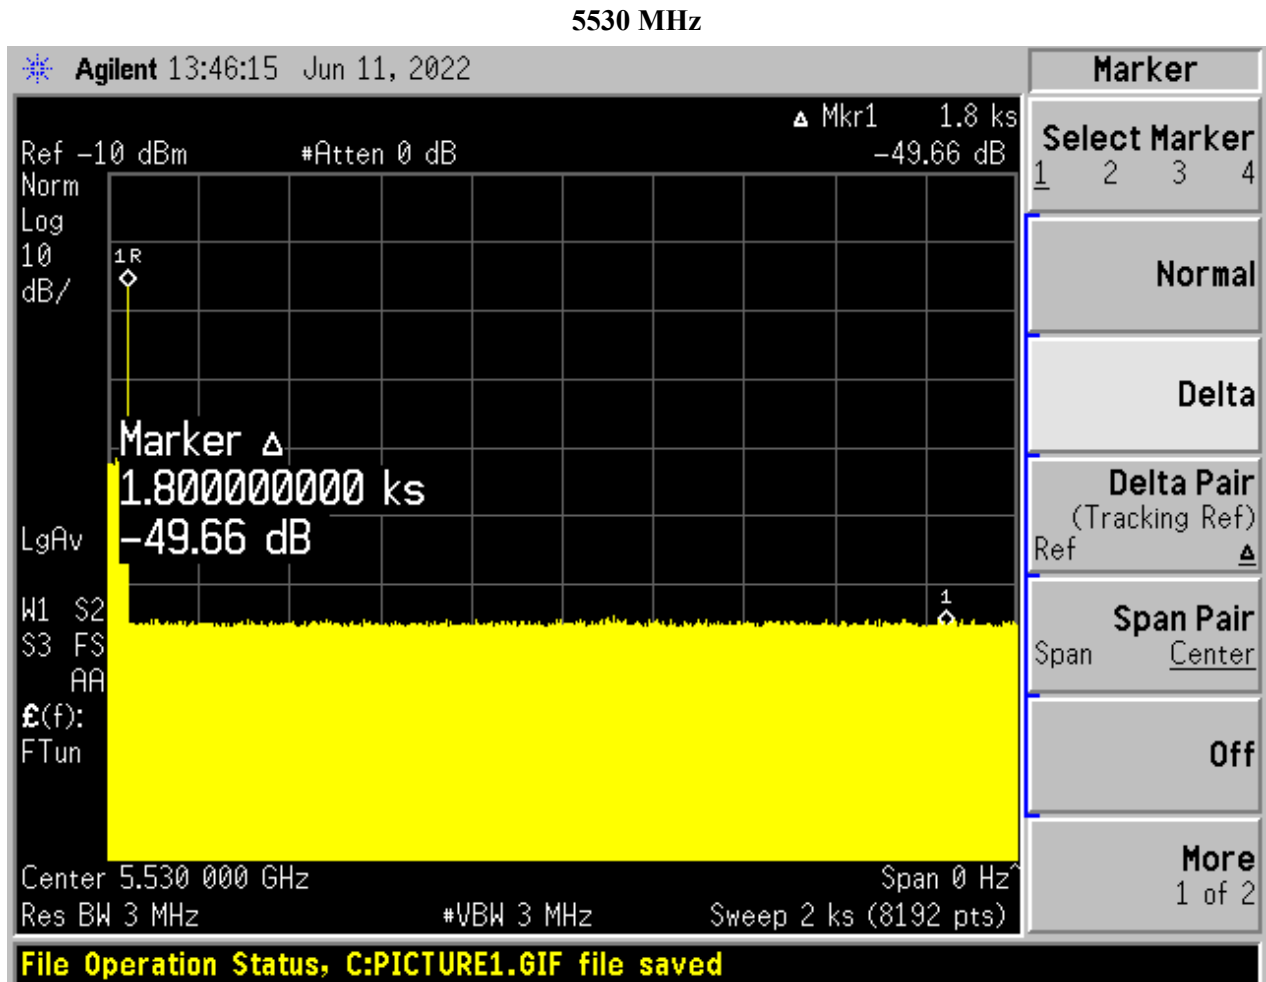 5530 MHz
Agilent 13:46:15 Jun 11, 2022
Marker
Δ Mkr1 1.8 ks
Ref -10 dBm #Atten 0 dB -49.66 dB
Norm
Log
10
dB/
1R
Marker Δ
1.800000000 ks
-49.66 dB
LgAv
1
W1 S2
S3 FS
AA
£(f):
FTun
Center 5.530 000 GHz Span 0 Hz^
Res BW 3 MHz #VBW 3 MHz Sweep 2 ks (8192 pts)
File Operation Status, C:PICTURE1.GIF file saved
Select Marker
1 2 3 4
Normal
Delta
Delta Pair
(Tracking Ref)
Ref Δ
Span Pair
Span Center
Off
More
1 of 2